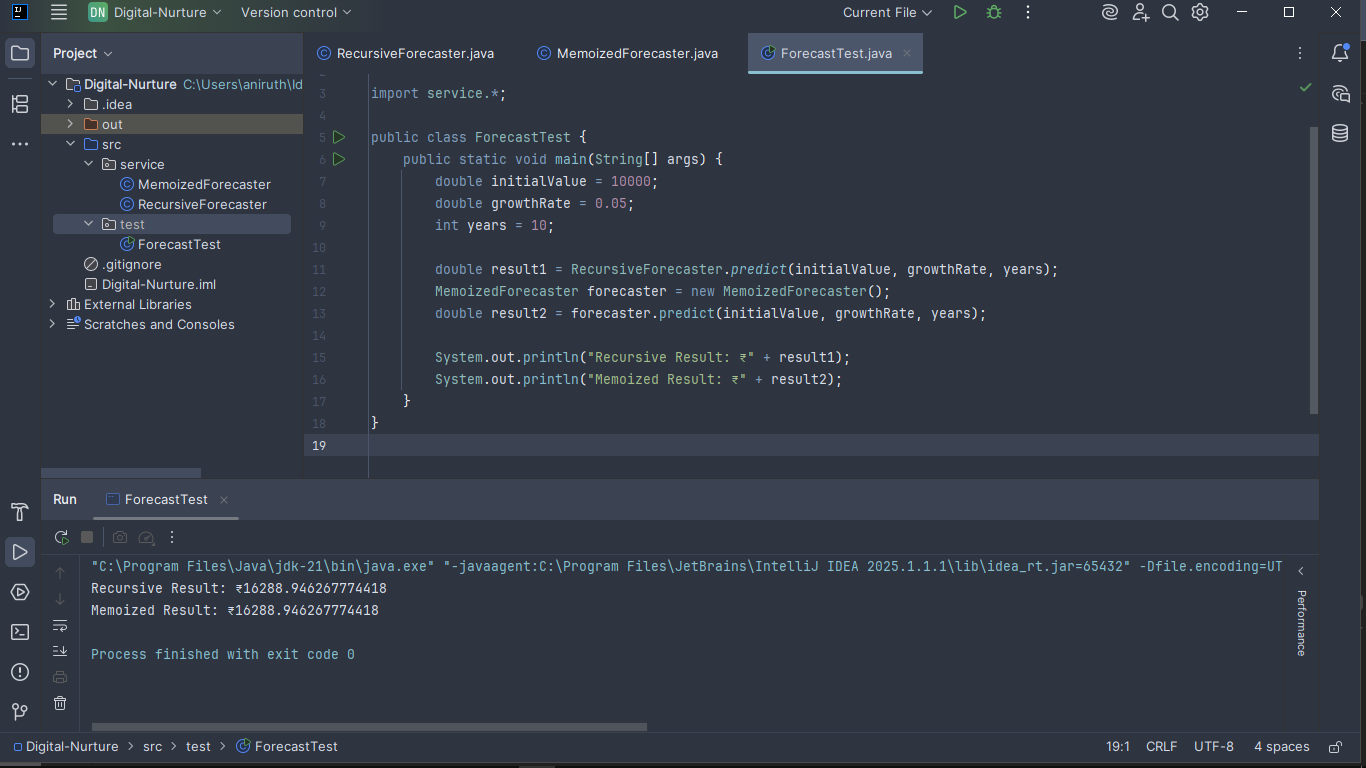 DN Digital-Nurture Version control Current File
Project
RecursiveForecaster.java MemoizedForecaster.java ForecastTest.java
Digital-Nurture C:\Users\aniruth\Id
.idea
out
src
service
MemoizedForecaster
RecursiveForecaster
test
ForecastTest
.gitignore
Digital-Nurture.iml
External Libraries
Scratches and Consoles
3 import service.*;
4
5 public class ForecastTest {
6 public static void main(String[] args) {
7 double initialValue = 10000;
8 double growthRate = 0.05;
9 int years = 10;
10
11 double result1 = RecursiveForecaster.predict(initialValue, growthRate, years);
12 MemoizedForecaster forecaster = new MemoizedForecaster();
13 double result2 = forecaster.predict(initialValue, growthRate, years);
14
15 System.out.println("Recursive Result: ₹" + result1);
16 System.out.println("Memoized Result: ₹" + result2);
17 }
18 }
19
Run ForecastTest
"C:\Program Files\Java\jdk-21\bin\java.exe" "-javaagent:C:\Program Files\JetBrains\IntelliJ IDEA 2025.1.1.1\lib\idea_rt.jar=65432" -Dfile.encoding=UT
Recursive Result: ₹16288.946267774418
Memoized Result: ₹16288.946267774418
Process finished with exit code 0
Performance
Digital-Nurture > src > test > ForecastTest
19:1 CRLF UTF-8 4 spaces